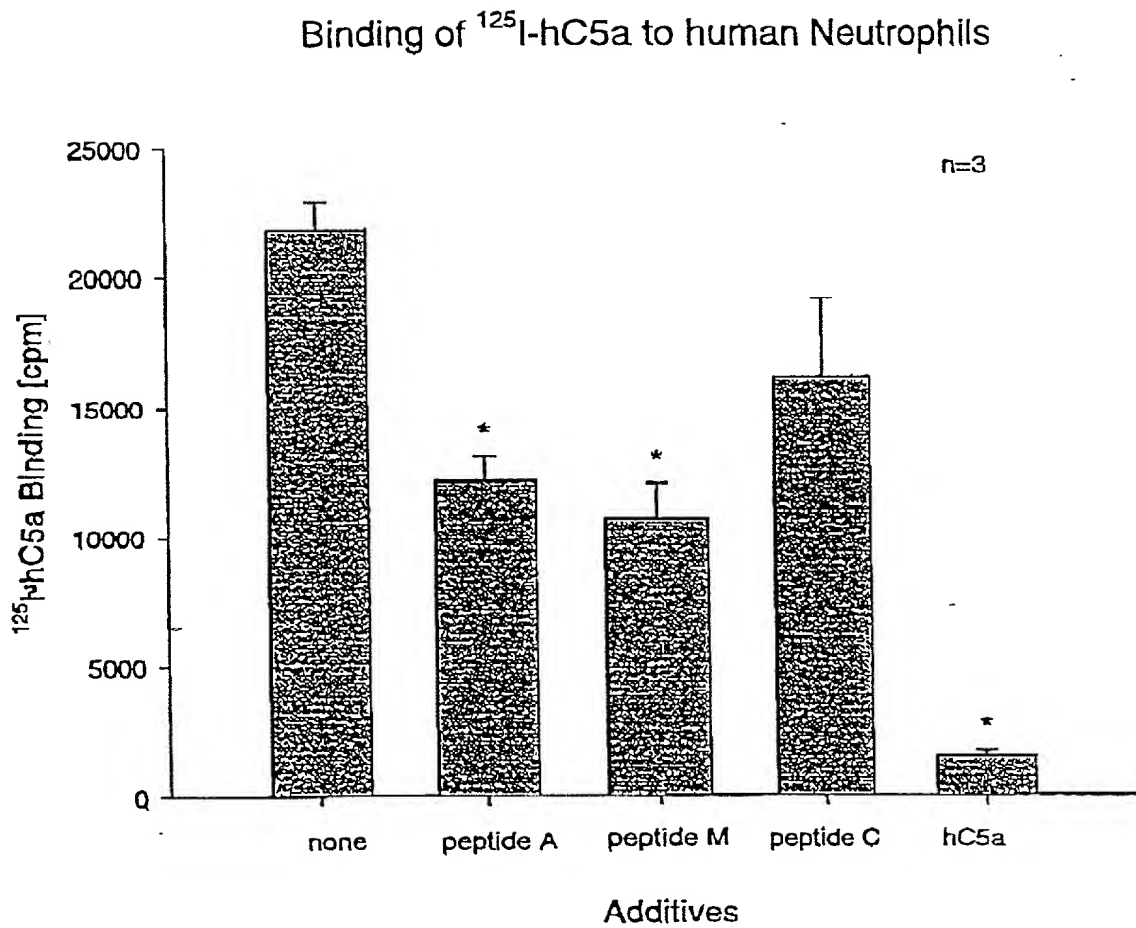 Binding of ¹²⁵I-hC5a to human Neutrophils
n=3
¹²⁵I-hC5a Binding [cpm]
25000
20000
15000
10000
5000
0
*
*
*
none
peptide A
peptide M
peptide C
hC5a
Additives